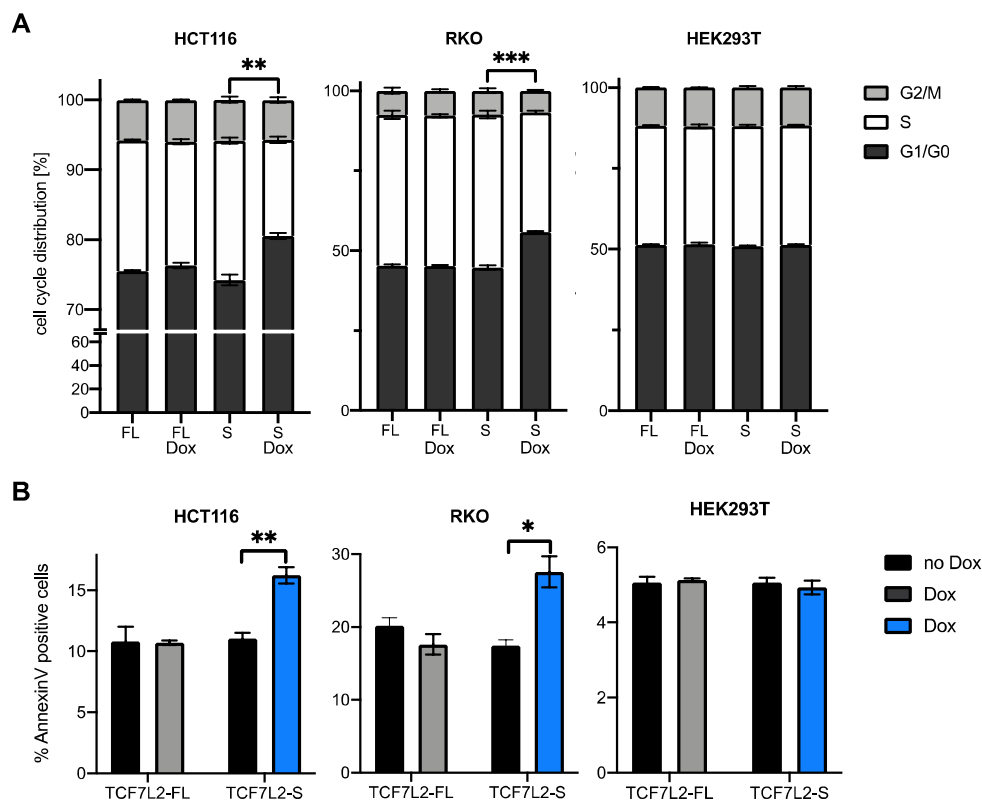 A
HCT116
RKO
HEK293T
**
***
G2/M
S
G1/G0
cell cycle distribution [%]
100
90
80
70
60
40
20
0
100
50
0
100
50
0
FL
FL
Dox
S
S
Dox
FL
FL
Dox
S
S
Dox
FL
FL
Dox
S
S
Dox
B
HCT116
RKO
HEK293T
**
*
no Dox
Dox
Dox
% AnnexinV positive cells
15
10
5
0
30
20
10
0
6
4
2
0
TCF7L2-FL
TCF7L2-S
TCF7L2-FL
TCF7L2-S
TCF7L2-FL
TCF7L2-S